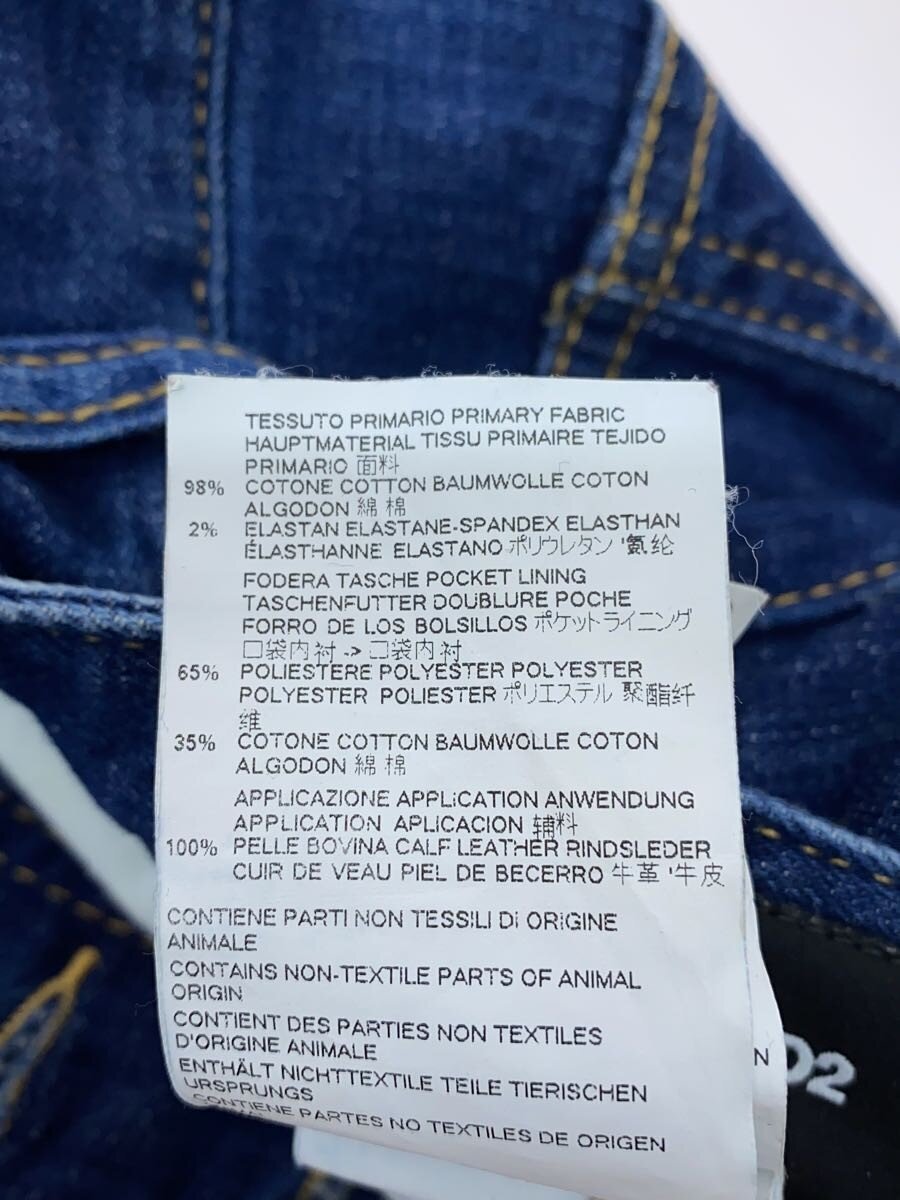 TESSUTO PRIMARIO PRIMARY FABRIC
HAUPTMATERIAL TISSU PRIMAIRE TEJIDO
PRIMARIO 面料
98% COTONE COTTON BAUMWOLLE COTON
ALGODON 綿 棉
2% ELASTAN ELASTANE-SPANDEX ELASTHAN
ÉLASTHANNE ELASTANO ポリウレタン '氨纶
FODERA TASCHE POCKET LINING
TASCHENFUTTER DOUBLURE POCHE
FORRO DE LOS BOLSILLOS ポケットライニング
口袋内衬 -> 口袋内衬
65% POLIESTERE POLYESTER POLYESTER
POLYESTER POLIESTER ポリエステル 聚酯纤
维
35% COTONE COTTON BAUMWOLLE COTON
ALGODON 綿 棉
APPLICAZIONE APPLICATION ANWENDUNG
APPLICATION APLICACION 辅料
100% PELLE BOVINA CALF LEATHER RINDSLEDER
CUIR DE VEAU PIEL DE BECERRO 牛革 '牛皮
CONTIENE PARTI NON TESSILI DI ORIGINE
ANIMALE
CONTAINS NON-TEXTILE PARTS OF ANIMAL
ORIGIN
CONTIENT DES PARTIES NON TEXTILES
D'ORIGINE ANIMALE
ENTHÄLT NICHTTEXTILE TEILE TIERISCHEN
URSPRUNGS
CONTIENE PARTES NO TEXTILES DE ORIGEN
N
D2